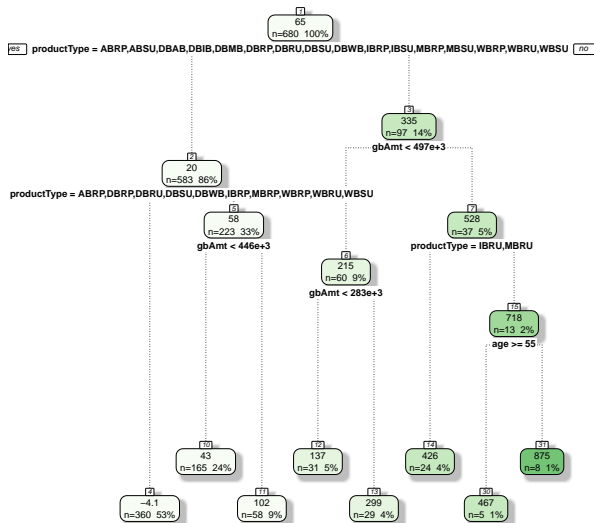 1
65
n=680 100%
yes productType = ABRP,ABSU,DBAB,DBIB,DBMB,DBRP,DBRU,DBSU,DBWB,IBRP,IBSU,MBRP,MBSU,WBRP,WBRU,WBSU no
3
335
n=97 14%
gbAmt < 497e+3
2
20
n=583 86%
productType = ABRP,DBRP,DBRU,DBSU,DBWB,IBRP,MBRP,WBRP,WBRU,WBSU
5
58
n=223 33%
gbAmt < 446e+3
7
528
n=37 5%
productType = IBRU,MBRU
6
215
n=60 9%
gbAmt < 283e+3
15
718
n=13 2%
age >= 55
10
43
n=165 24%
12
137
n=31 5%
14
426
n=24 4%
31
875
n=8 1%
4
−4.1
n=360 53%
11
102
n=58 9%
13
299
n=29 4%
30
467
n=5 1%